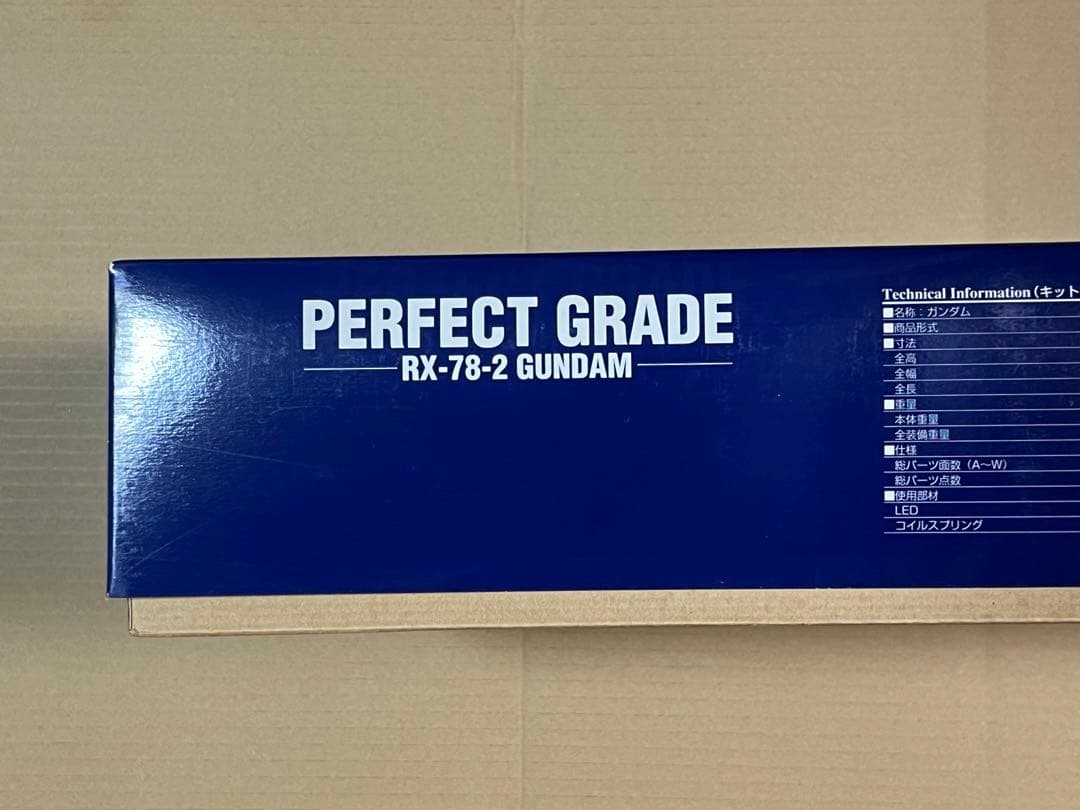 PERFECT GRADE
RX-78-2 GUNDAM
Technical Information（キット
■名称：ガンダム
■商品形式
■寸法
全高
全幅
全長
■重量
本体重量
全装備重量
■仕様
総パーツ面数（A〜W）
総パーツ点数
■使用部材
LED
コイルスプリング